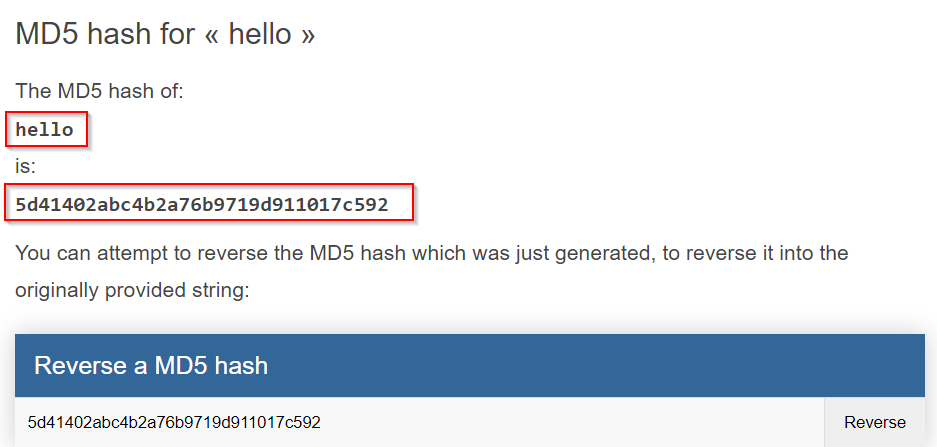 MD5 hash for « hello »
The MD5 hash of:
hello
is:
5d41402abc4b2a76b9719d911017c592
You can attempt to reverse the MD5 hash which was just generated, to reverse it into the
originally provided string:
Reverse a MD5 hash
5d41402abc4b2a76b9719d911017c592 Reverse